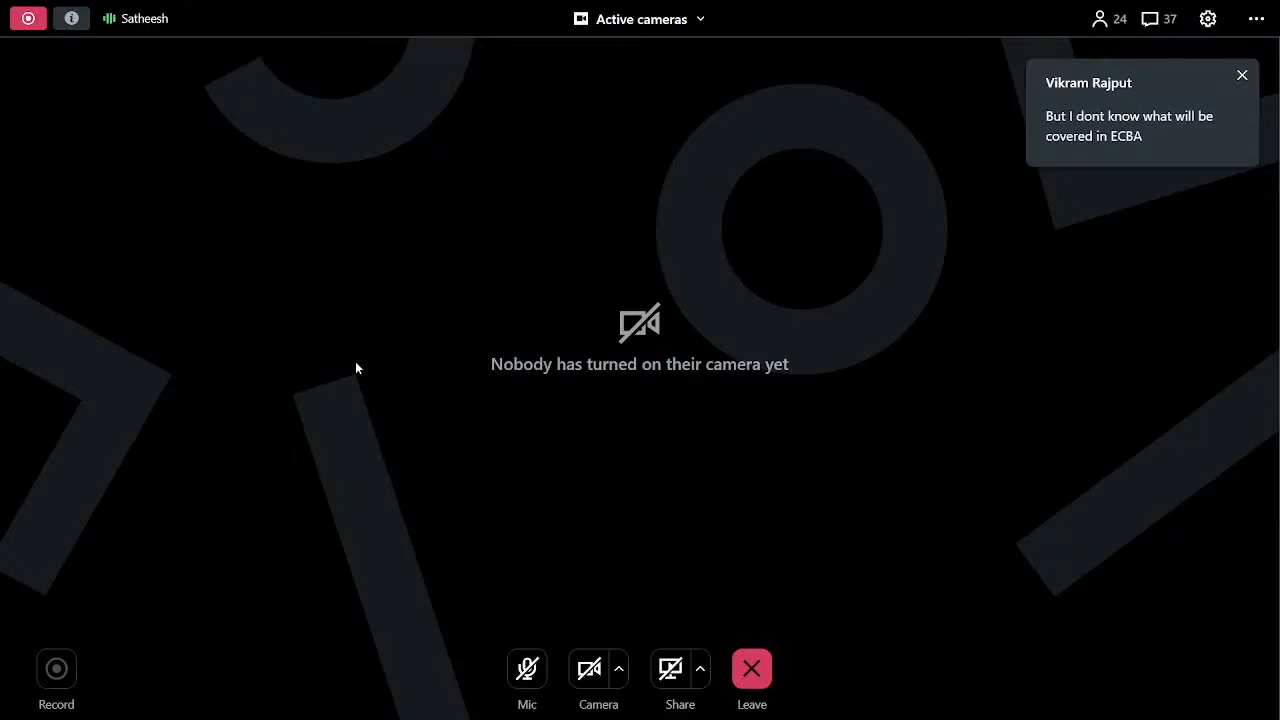 Satheesh
Active cameras
24
37
Vikram Rajput
But I dont know what will be
covered in ECBA
Nobody has turned on their camera yet
Record
Mic
Camera
Share
Leave